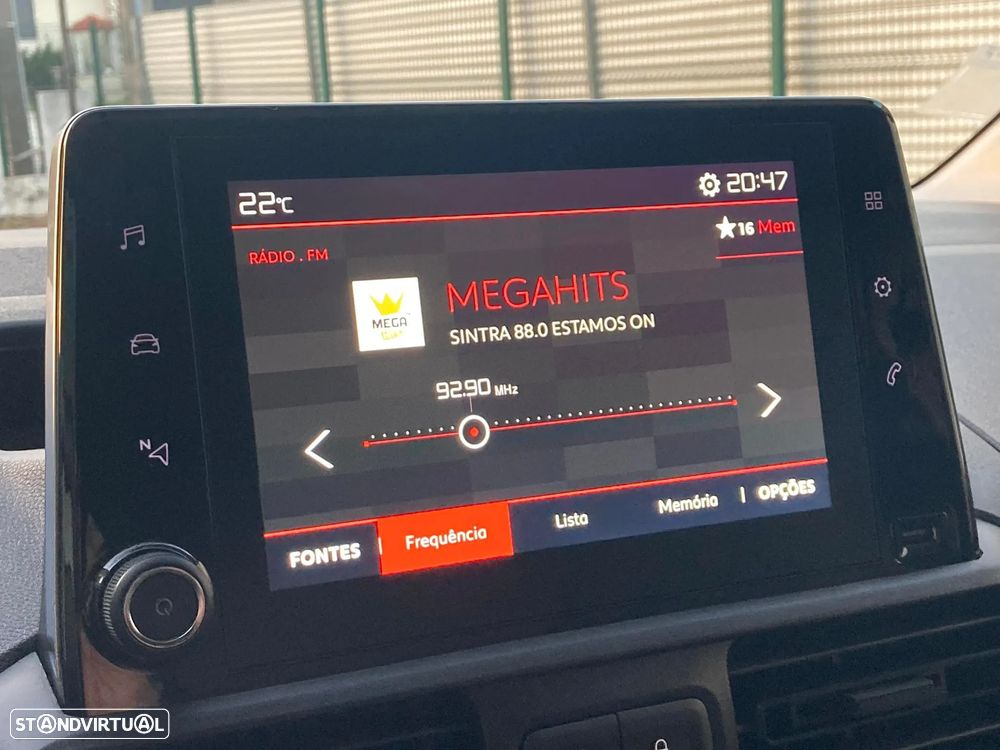 22°C
20:47
16 Mem
RÁDIO . FM
MEGAHITS
MEGA
SINTRA 88.0 ESTAMOS ON
92.90 MHz
N
FONTES
Frequência
Lista
Memório
OPÇÕES
STANDVIRTUAL